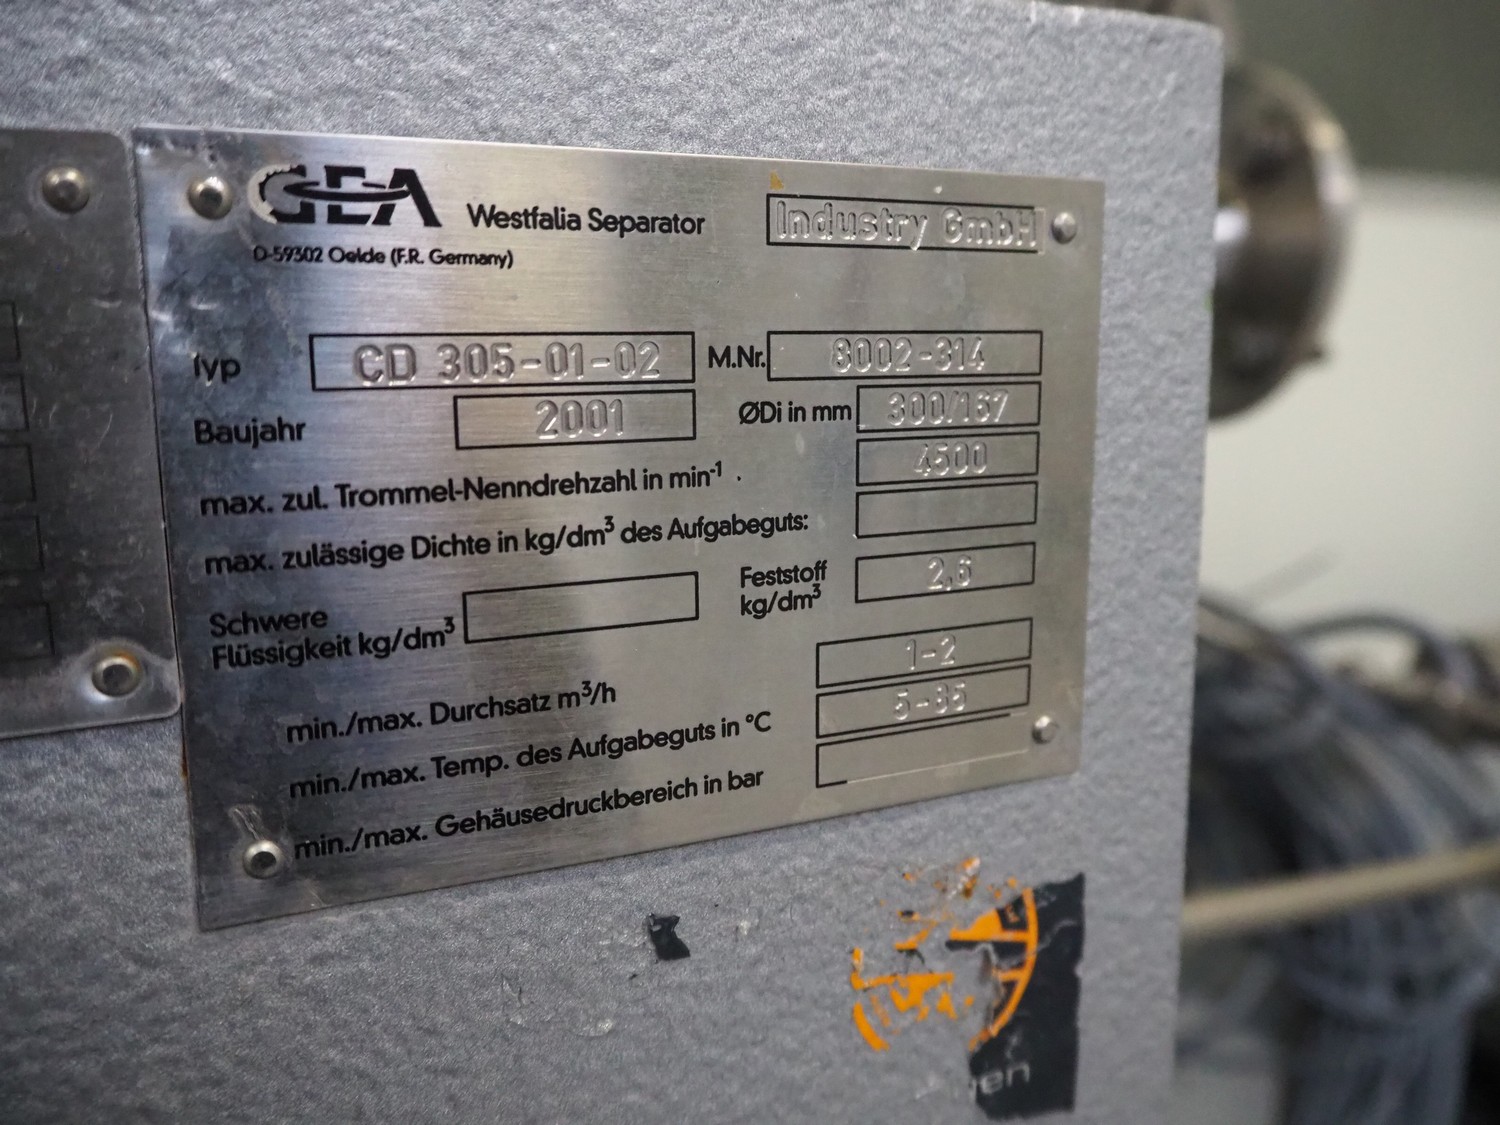 GEA Westfalia Separator Industry GmbH
D-59302 Oelde (F.R. Germany)
Typ CD 305-01-02 M.Nr. 8002-314
Baujahr 2001 ØDi in mm 300/167
max. zul. Trommel-Nenndrehzahl in min-1 4500
max. zulässige Dichte in kg/dm³ des Aufgabeguts:
Schwere
Flüssigkeit kg/dm³
Feststoff
kg/dm³ 2,6
min./max. Durchsatz m³/h 1-2
min./max. Temp. des Aufgabeguts in °C 5-85
min./max. Gehäusedruckbereich in bar